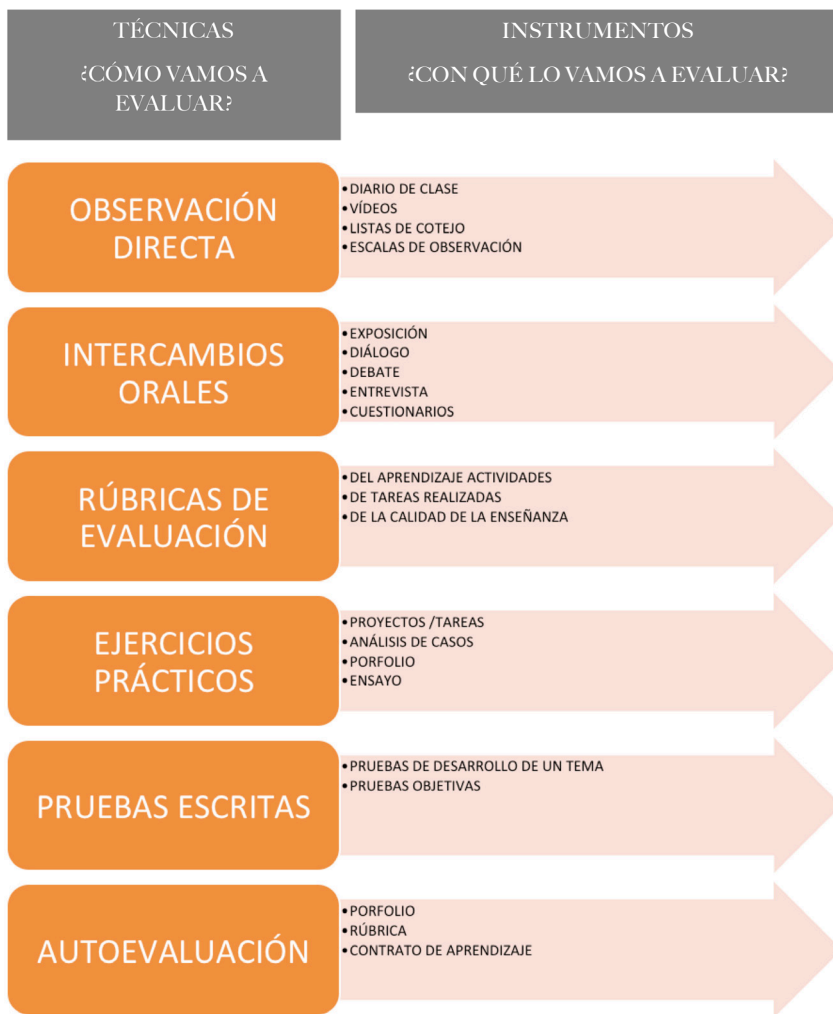 TÉCNICAS
¿CÓMO VAMOS A
EVALUAR?
INSTRUMENTOS
¿CON QUÉ LO VAMOS A EVALUAR?
OBSERVACIÓN
DIRECTA
•DIARIO DE CLASE
•VÍDEOS
•LISTAS DE COTEJO
•ESCALAS DE OBSERVACIÓN
INTERCAMBIOS
ORALES
•EXPOSICIÓN
•DIÁLOGO
•DEBATE
•ENTREVISTA
•CUESTIONARIOS
RÚBRICAS DE
EVALUACIÓN
•DEL APRENDIZAJE ACTIVIDADES
•DE TAREAS REALIZADAS
•DE LA CALIDAD DE LA ENSEÑANZA
EJERCICIOS
PRÁCTICOS
•PROYECTOS /TAREAS
•ANÁLISIS DE CASOS
•PORFOLIO
•ENSAYO
PRUEBAS ESCRITAS
•PRUEBAS DE DESARROLLO DE UN TEMA
•PRUEBAS OBJETIVAS
AUTOEVALUACIÓN
•PORFOLIO
•RÚBRICA
•CONTRATO DE APRENDIZAJE